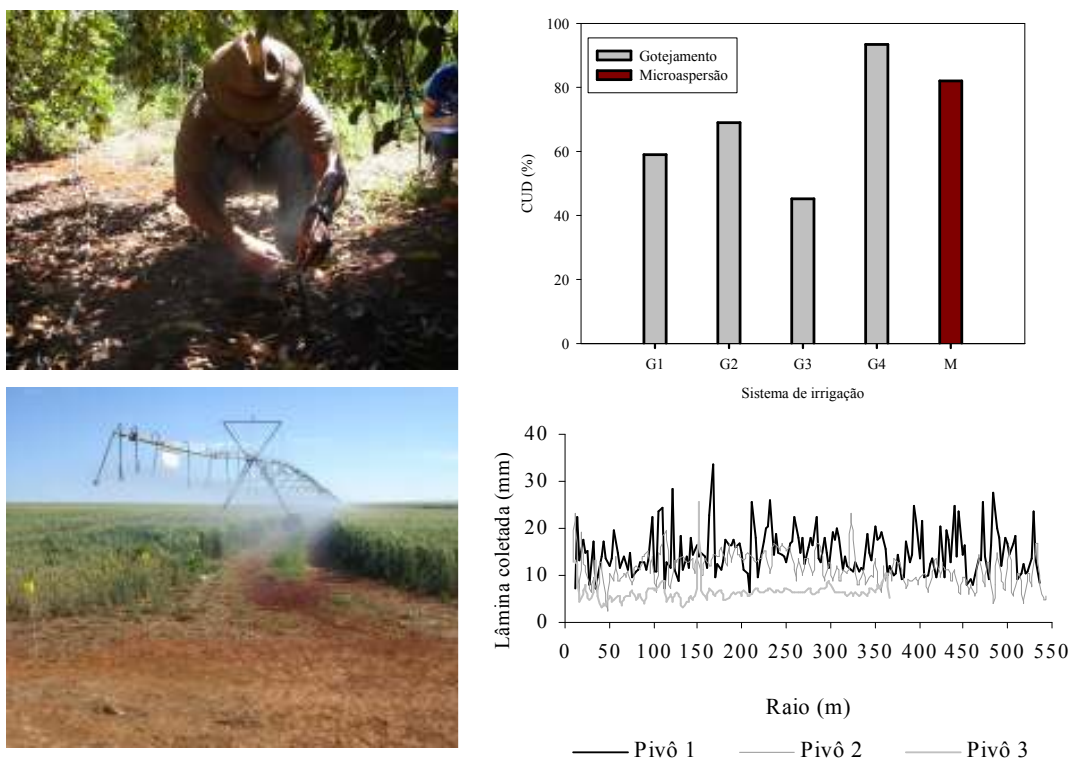 100
80
60
40
20
0
CUD (%)
Gotejamento
Microaspersão
G1 G2 G3 G4 M
Sistema de irrigação
40
30
20
10
0
Lâmina coletada (mm)
0 50 100 150 200 250 300 350 400 450 500 550
Raio (m)
Pivô 1 Pivô 2 Pivô 3